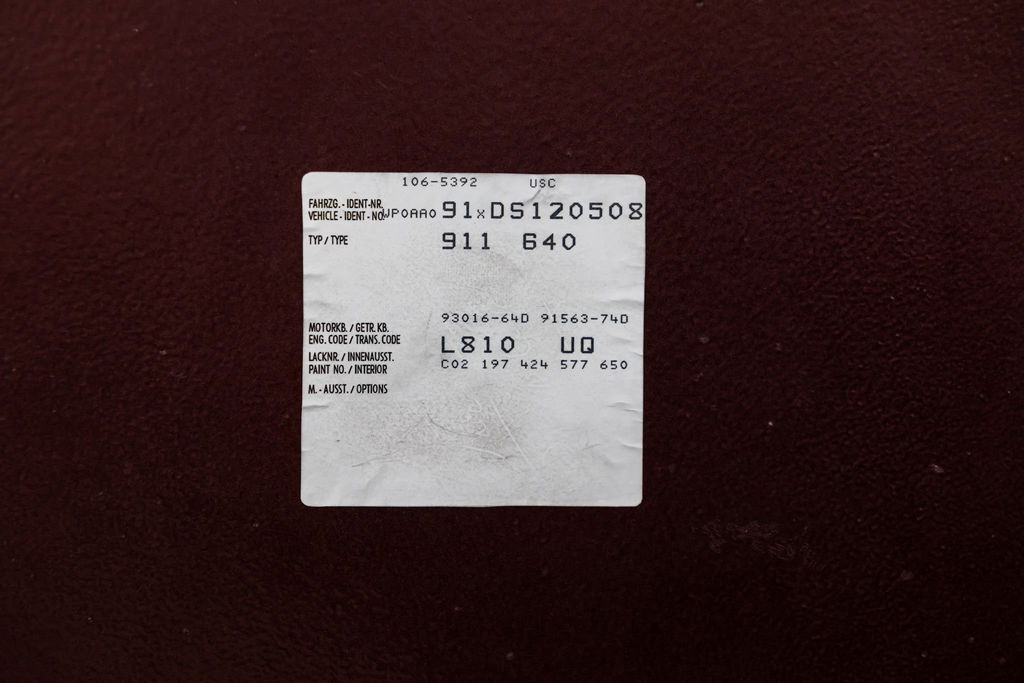 106-5392 USC
FAHRZG. - IDENT-NR.
VEHICLE - IDENT - NO. WP0AA0 91xDS120508
TYP / TYPE 911 640
93016-64D 91563-74D
MOTORKB. / GETR. KB.
ENG. CODE / TRANS. CODE L810 UQ
LACKNR. / INNENAUSST.
PAINT NO. / INTERIOR C02 197 424 577 650
M. - AUSST. / OPTIONS